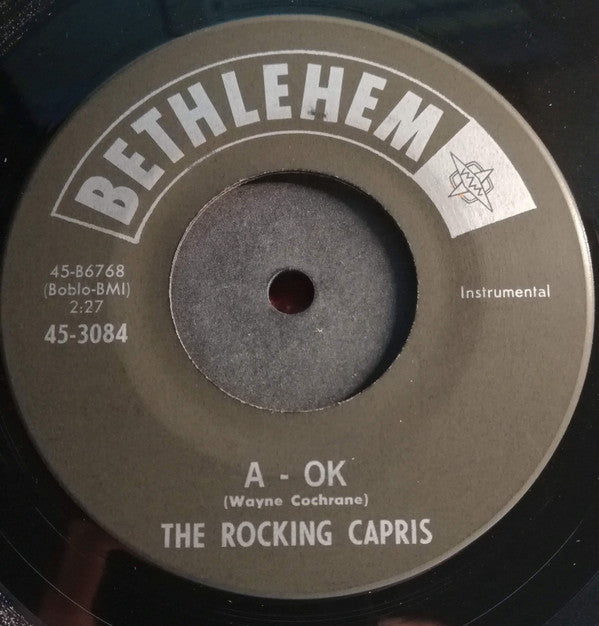 BETHLEHEM
45-B6768
(Boblo-BMI)
2:27
45-3084
Instrumental
A - OK
(Wayne Cochrane)
THE ROCKING CAPRIS